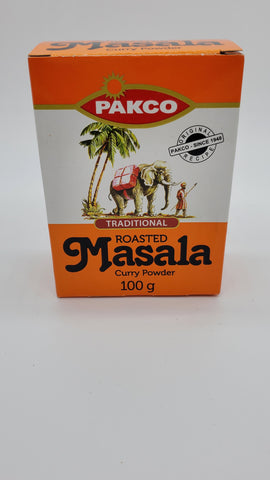 Masala
Curry Powder
PAKCO
ORIGINAL
PAKCO - SINCE 1948
RECIPE
TRADITIONAL
ROASTED
Masala
Curry Powder
100 g